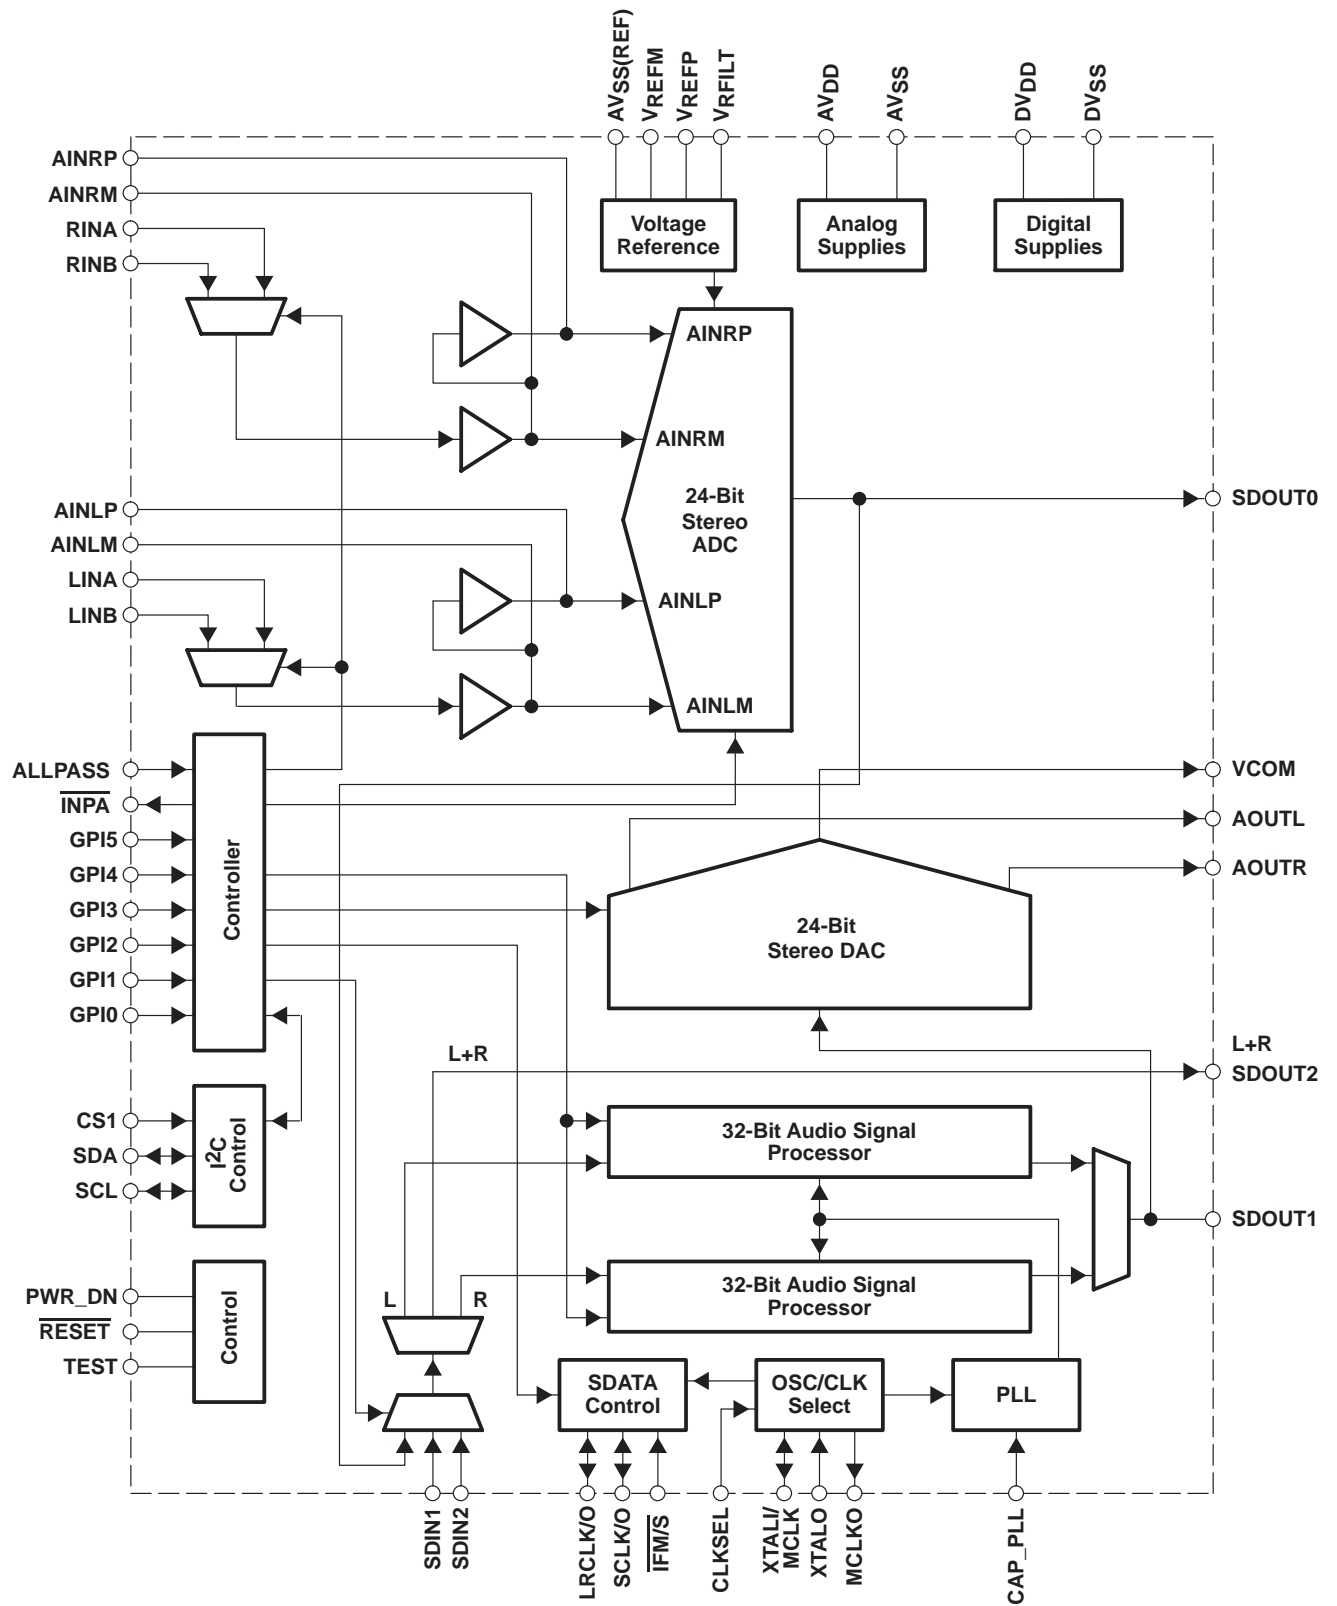 AVSS(REF)
VREFM
VREFP
VRFILT
AVDD
AVSS
DVDD
DVSS
AINRP
AINRM
RINA
RINB
Voltage
Reference
Analog
Supplies
Digital
Supplies
AINRP
AINRM
24-Bit
Stereo
ADC
AINLP
AINLM
SDOUT0
AINLP
AINLM
LINA
LINB
ALLPASS
INPA
GPI5
GPI4
GPI3
GPI2
GPI1
GPI0
Controller
VCOM
AOUTL
AOUTR
24-Bit
Stereo DAC
L+R
L+R
SDOUT2
CS1
SDA
SCL
I2C
Control
32-Bit Audio Signal
Processor
SDOUT1
32-Bit Audio Signal
Processor
PWR_DN
RESET
TEST
Control
L
R
SDATA
Control
OSC/CLK
Select
PLL
SDIN1
SDIN2
LRCLK/O
SCLK/O
IFM/S
CLKSEL
XTALI/
MCLK
XTALO
MCLKO
CAP_PLL